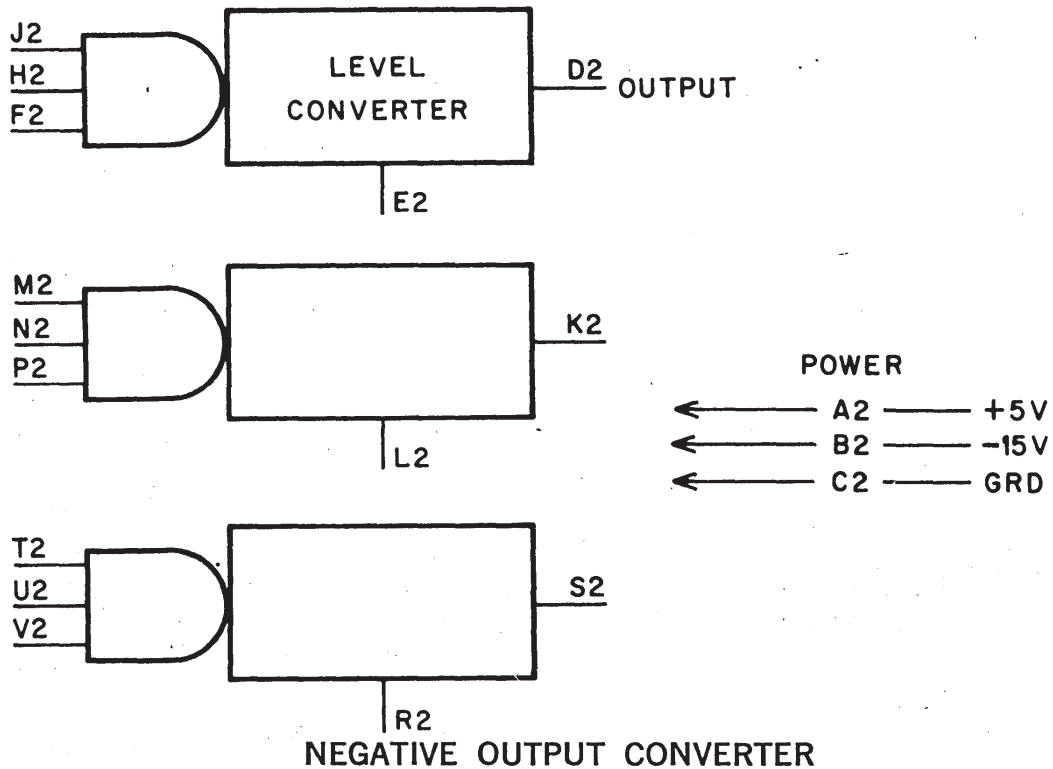 J2
H2
F2
LEVEL
CONVERTER
D2 OUTPUT
E2
M2
N2
P2
K2
L2
POWER
A2 +5V
B2 -15V
C2 GRD
T2
U2
V2
S2
R2
NEGATIVE OUTPUT CONVERTER